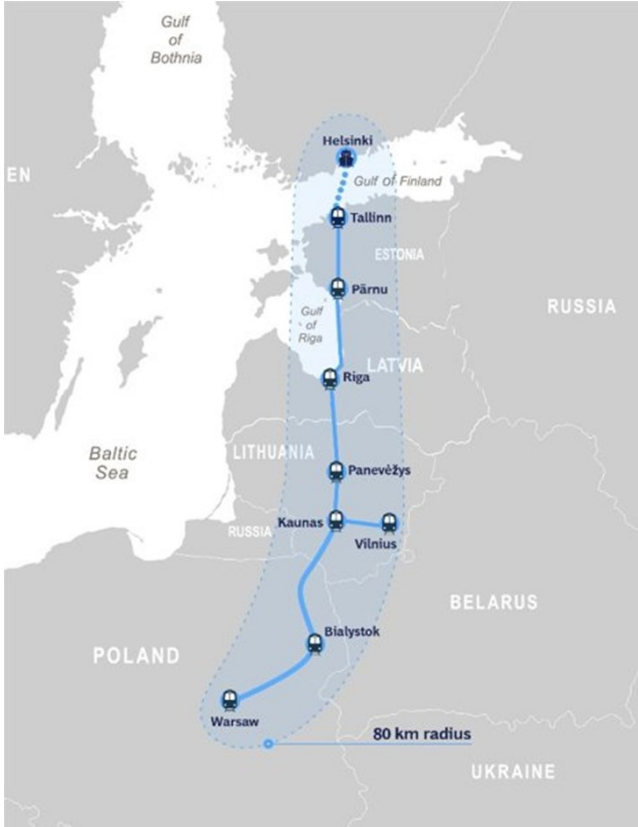 Gulf
of
Bothnia
Helsinki
EN
Gulf of Finland
Tallinn
ESTONIA
Pärnu
RUSSIA
Gulf
of
Riga
LATVIA
Riga
Baltic
Sea
LITHUANIA
Panevėžys
Kaunas
RUSSIA
Vilnius
BELARUS
Bialystok
POLAND
Warsaw
80 km radius
UKRAINE